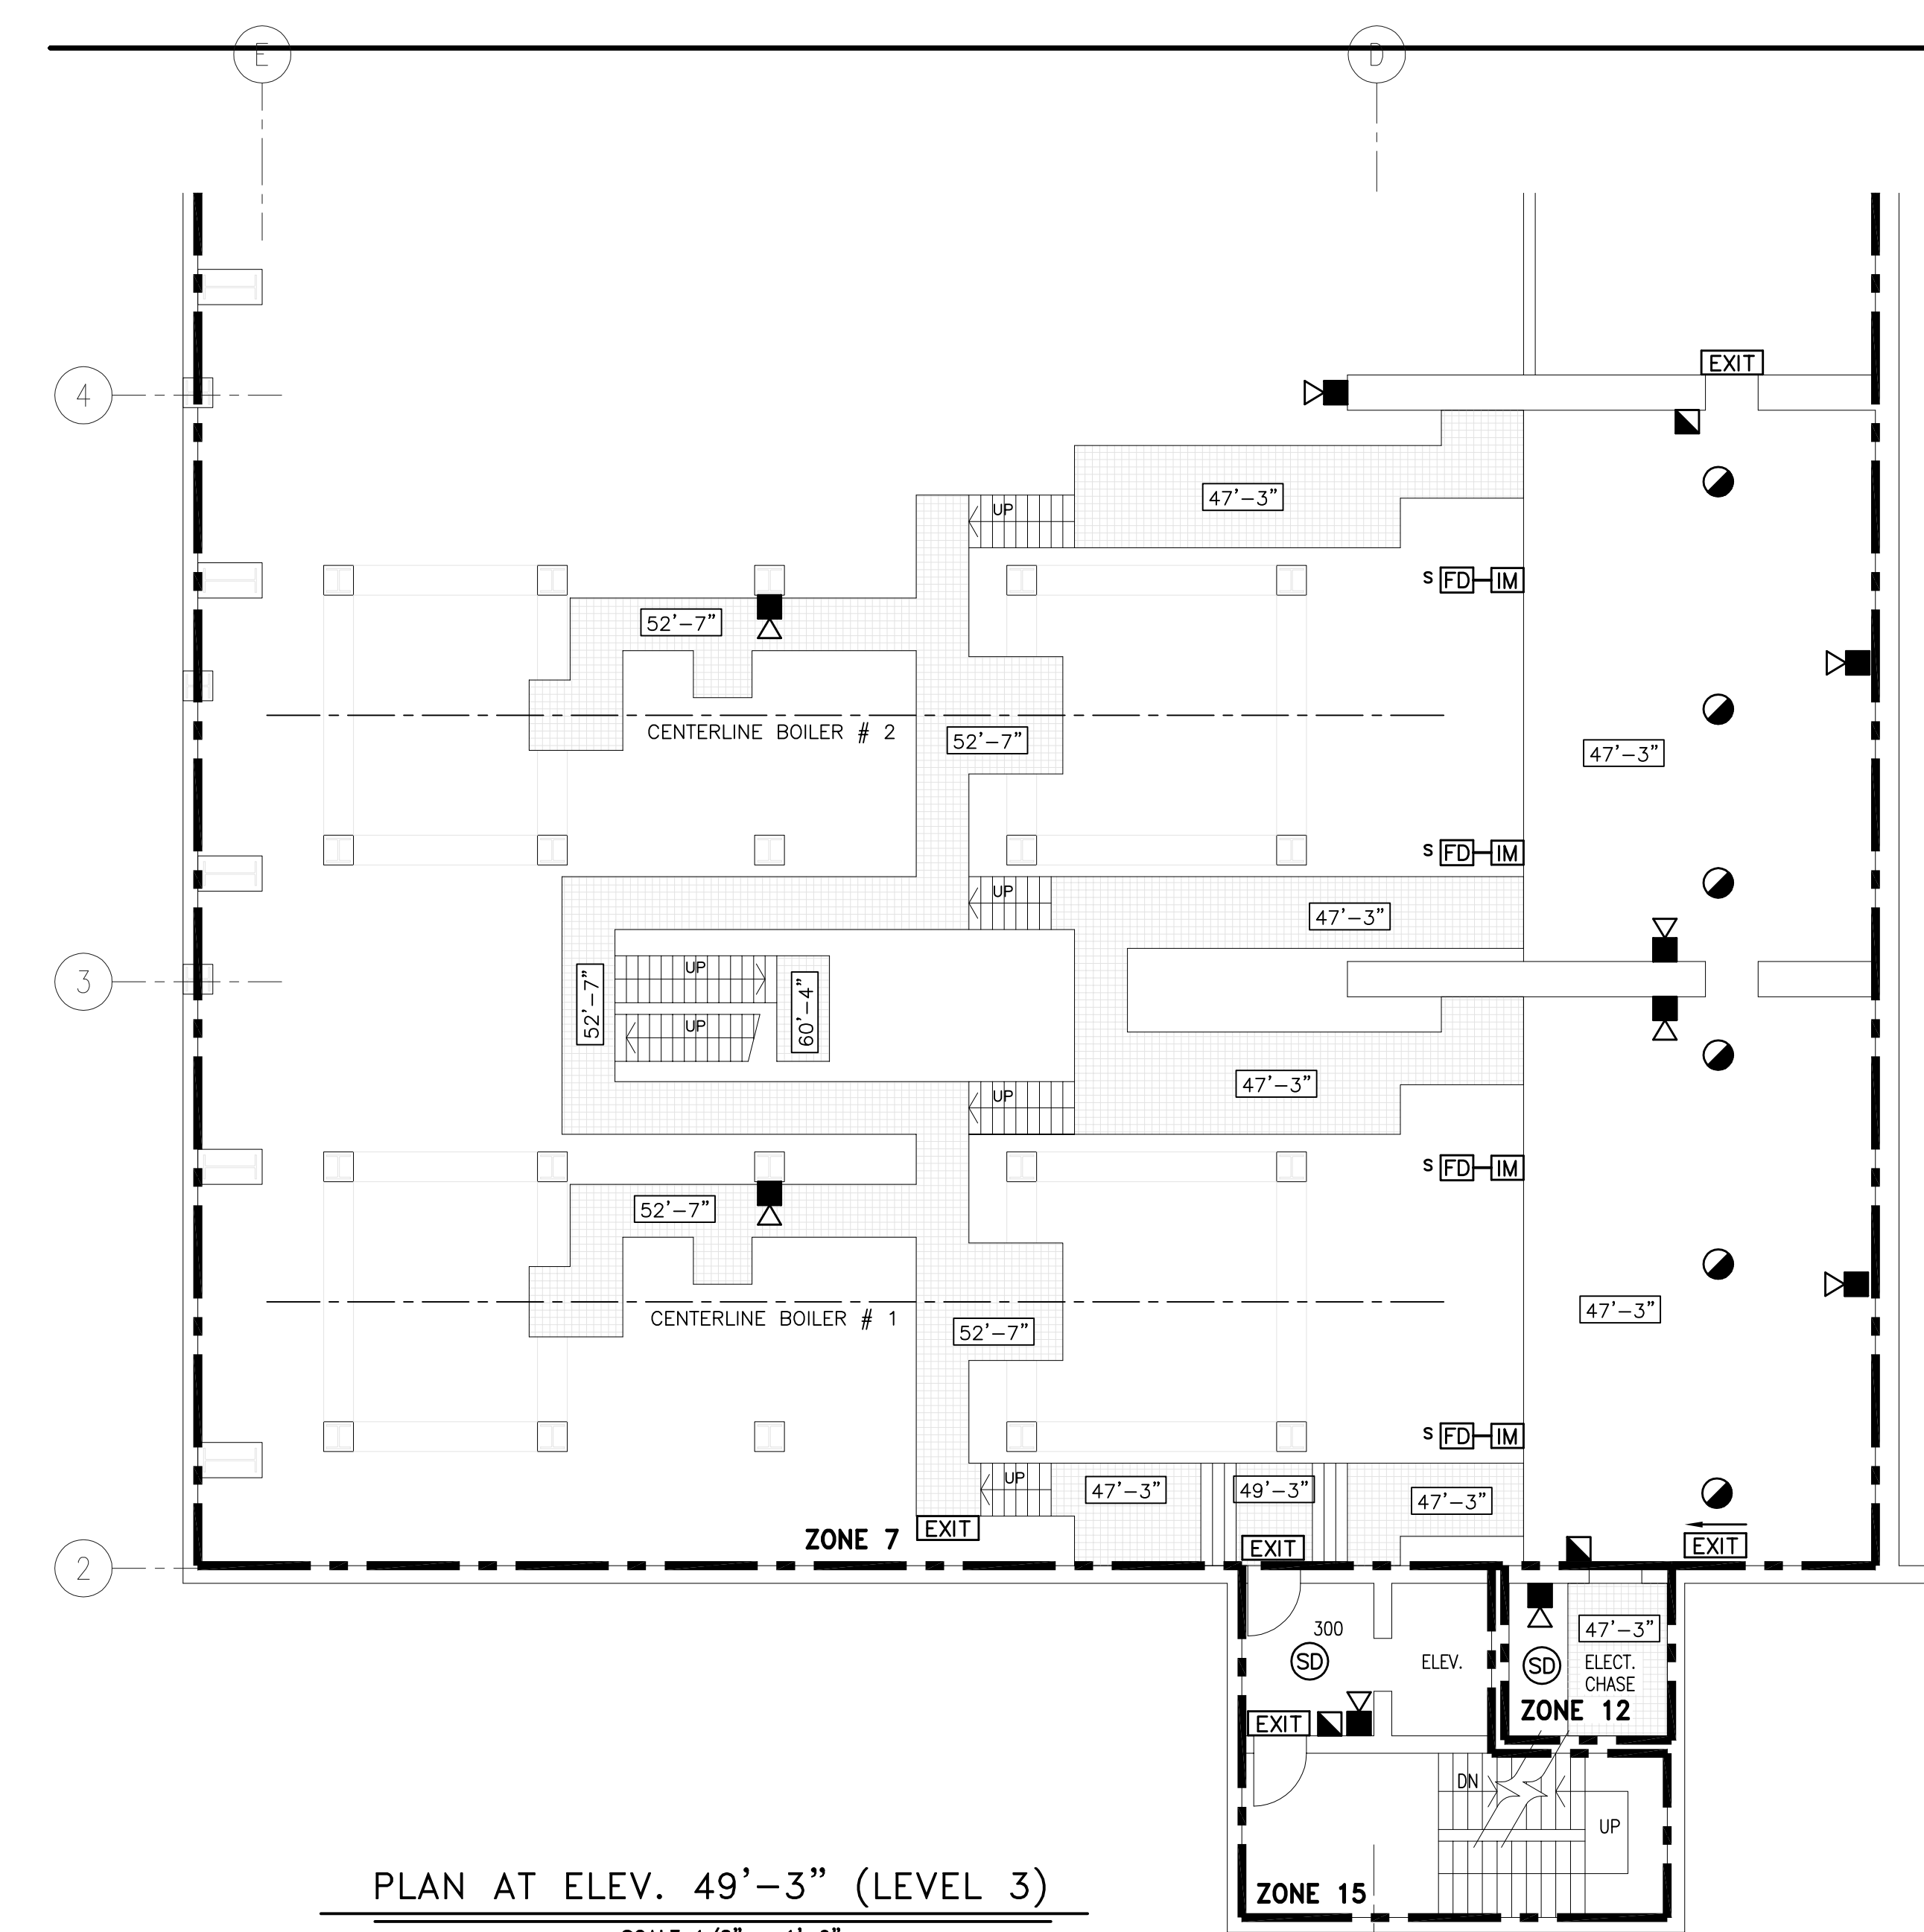 E
D
EXIT
4
47'-3"
UP
S FD IM
52'-7"
CENTERLINE BOILER # 2
52'-7"
47'-3"
S FD IM
UP
47'-3"
UP
52'-7"
60'-4"
3
UP
47'-3"
UP
S FD IM
52'-7"
CENTERLINE BOILER # 1
52'-7"
47'-3"
S FD IM
UP
47'-3"
49'-3"
47'-3"
ZONE 7
EXIT
EXIT
EXIT
2
300
47'-3"
SD
ELEV.
SD
ELECT.
CHASE
ZONE 12
EXIT
DN
UP
PLAN AT ELEV. 49'-3" (LEVEL 3)
ZONE 15